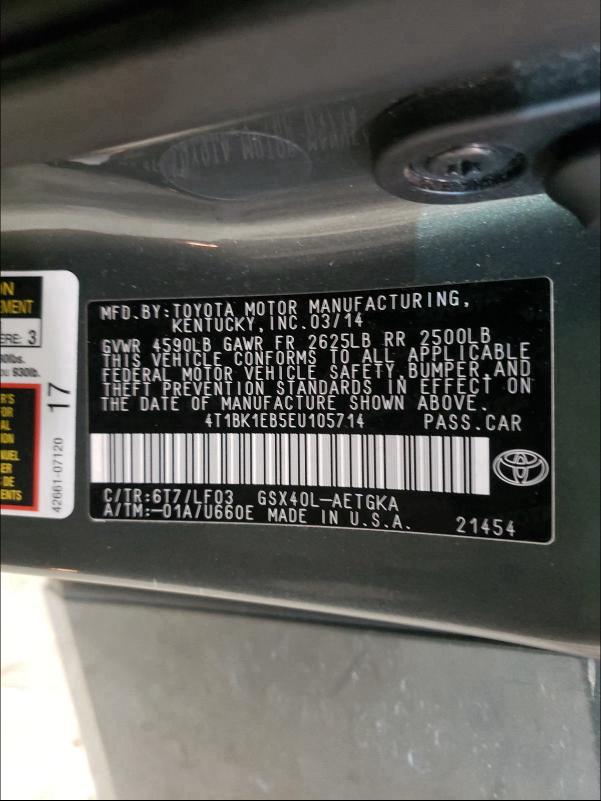 MFD.BY:TOYOTA MOTOR MANUFACTURING,
KENTUCKY,INC.03/14
GVWR 4590LB GAWR FR 2625LB RR 2500LB
THIS VEHICLE CONFORMS TO ALL APPLICABLE
FEDERAL MOTOR VEHICLE SAFETY,BUMPER,AND
THEFT PREVENTION STANDARDS IN EFFECT ON
THE DATE OF MANUFACTURE SHOWN ABOVE.
4T1BK1EB5EU105714 PASS.CAR
C/TR:6T7/LF03 GSX40L-AETGKA
A/TM:-01A/U660E MADE IN U.S.A. 21454
ERE: 3
930lb.
17
42661-07120